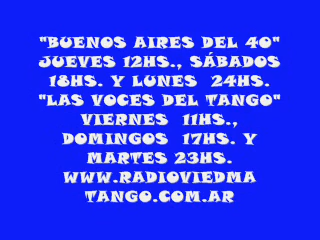 "BUENOS AIRES DEL 40"
JUEVES 12HS., SÁBADOS
18HS. Y LUNES 24HS.
"LAS VOCES DEL TANGO"
VIERNES 11HS.,
DOMINGOS 17HS. Y
MARTES 23HS.
WWW.RADIOVIEDMA
TANGO.COM.AR